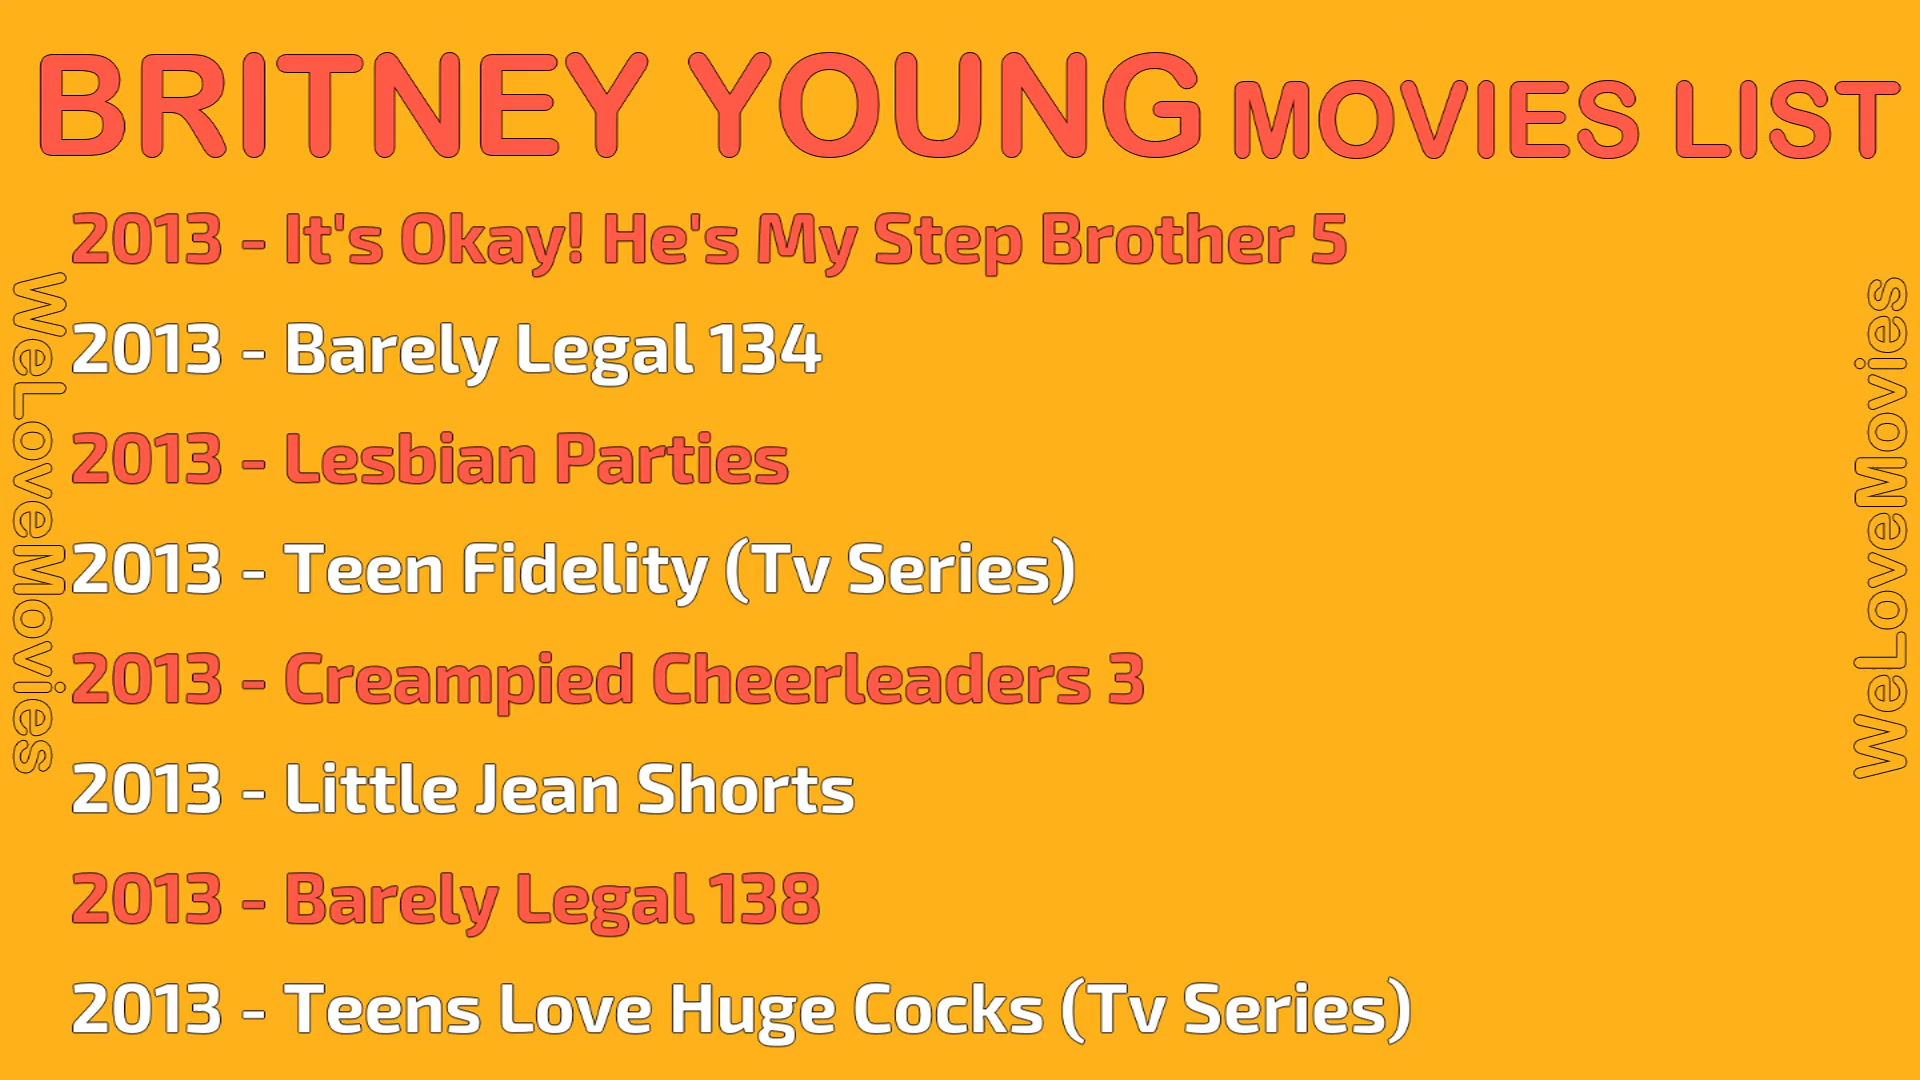 BRITNEY YOUNG MOVIES LIST
2013 - It's Okay! He's My Step Brother 5
2013 - Barely Legal 134
2013 - Lesbian Parties
2013 - Teen Fidelity (Tv Series)
2013 - Creampied Cheerleaders 3
2013 - Little Jean Shorts
2013 - Barely Legal 138
2013 - Teens Love Huge Cocks (Tv Series)
WeLoveMovies
WeLoveMovies